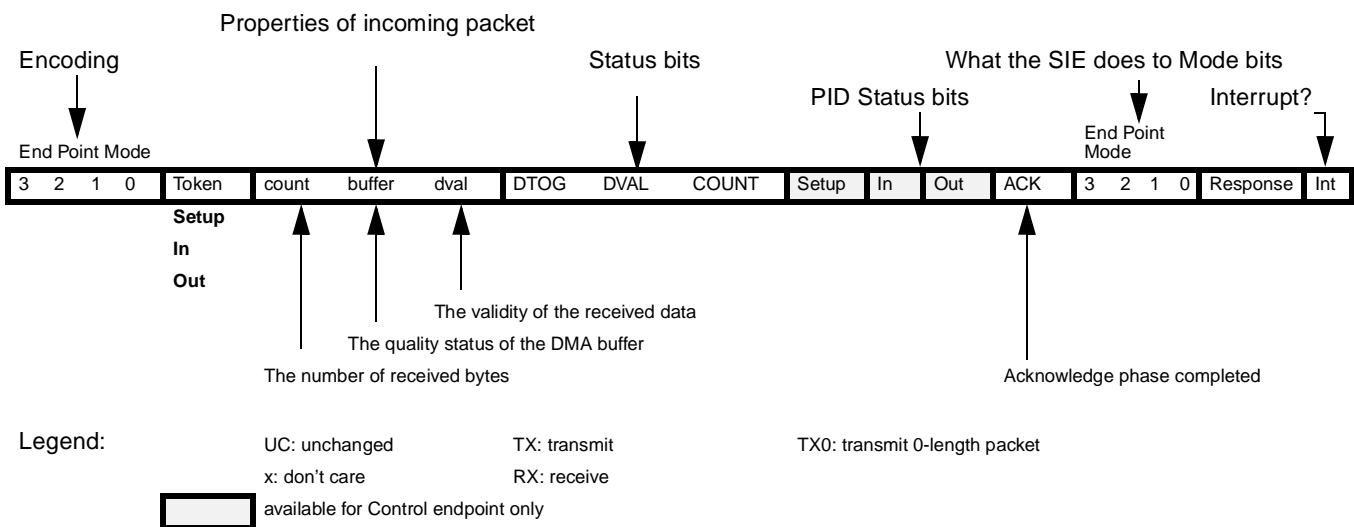 Properties of incoming packet
Encoding
Status bits
What the SIE does to Mode bits
PID Status bits
Interrupt?
End Point Mode
End Point
Mode
3 2 1 0 Token count buffer dval DTOG DVAL COUNT Setup In Out ACK 3 2 1 0 Response Int
Setup
In
Out
The validity of the received data
The quality status of the DMA buffer
The number of received bytes
Acknowledge phase completed
Legend:
UC: unchanged TX: transmit TX0: transmit 0-length packet
x: don't care RX: receive
available for Control endpoint only